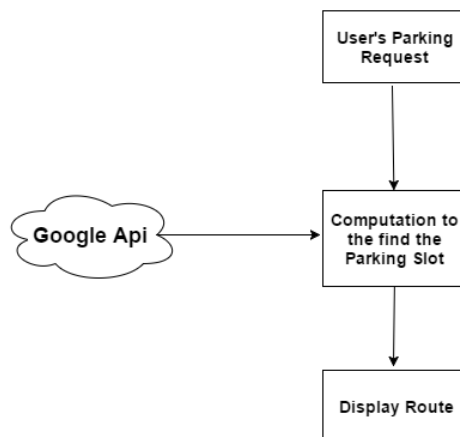 User's Parking
Request
Google Api
Computation to
the find the
Parking Slot
Display Route